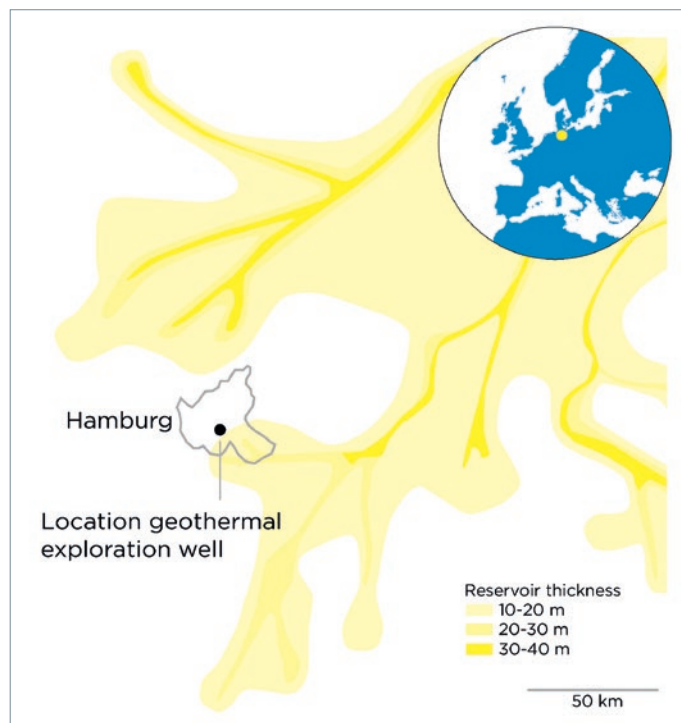 Hamburg
Location geothermal
exploration well
Reservoir thickness
10-20 m
20-30 m
30-40 m
50 km